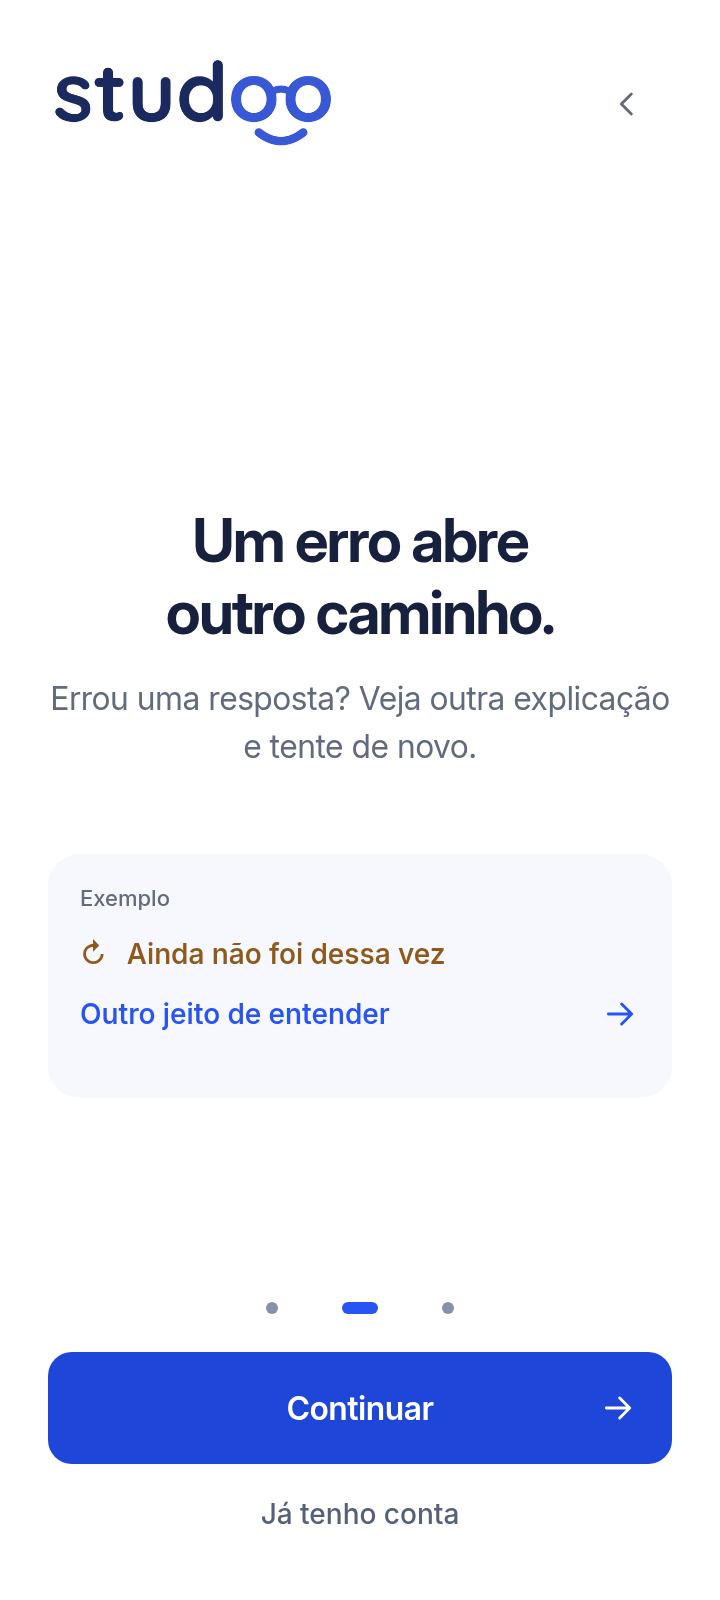 studoo
Um erro abre
outro caminho.
Errou uma resposta? Veja outra explicação
e tente de novo.
Exemplo
Ainda não foi dessa vez
Outro jeito de entender
Continuar
Já tenho conta